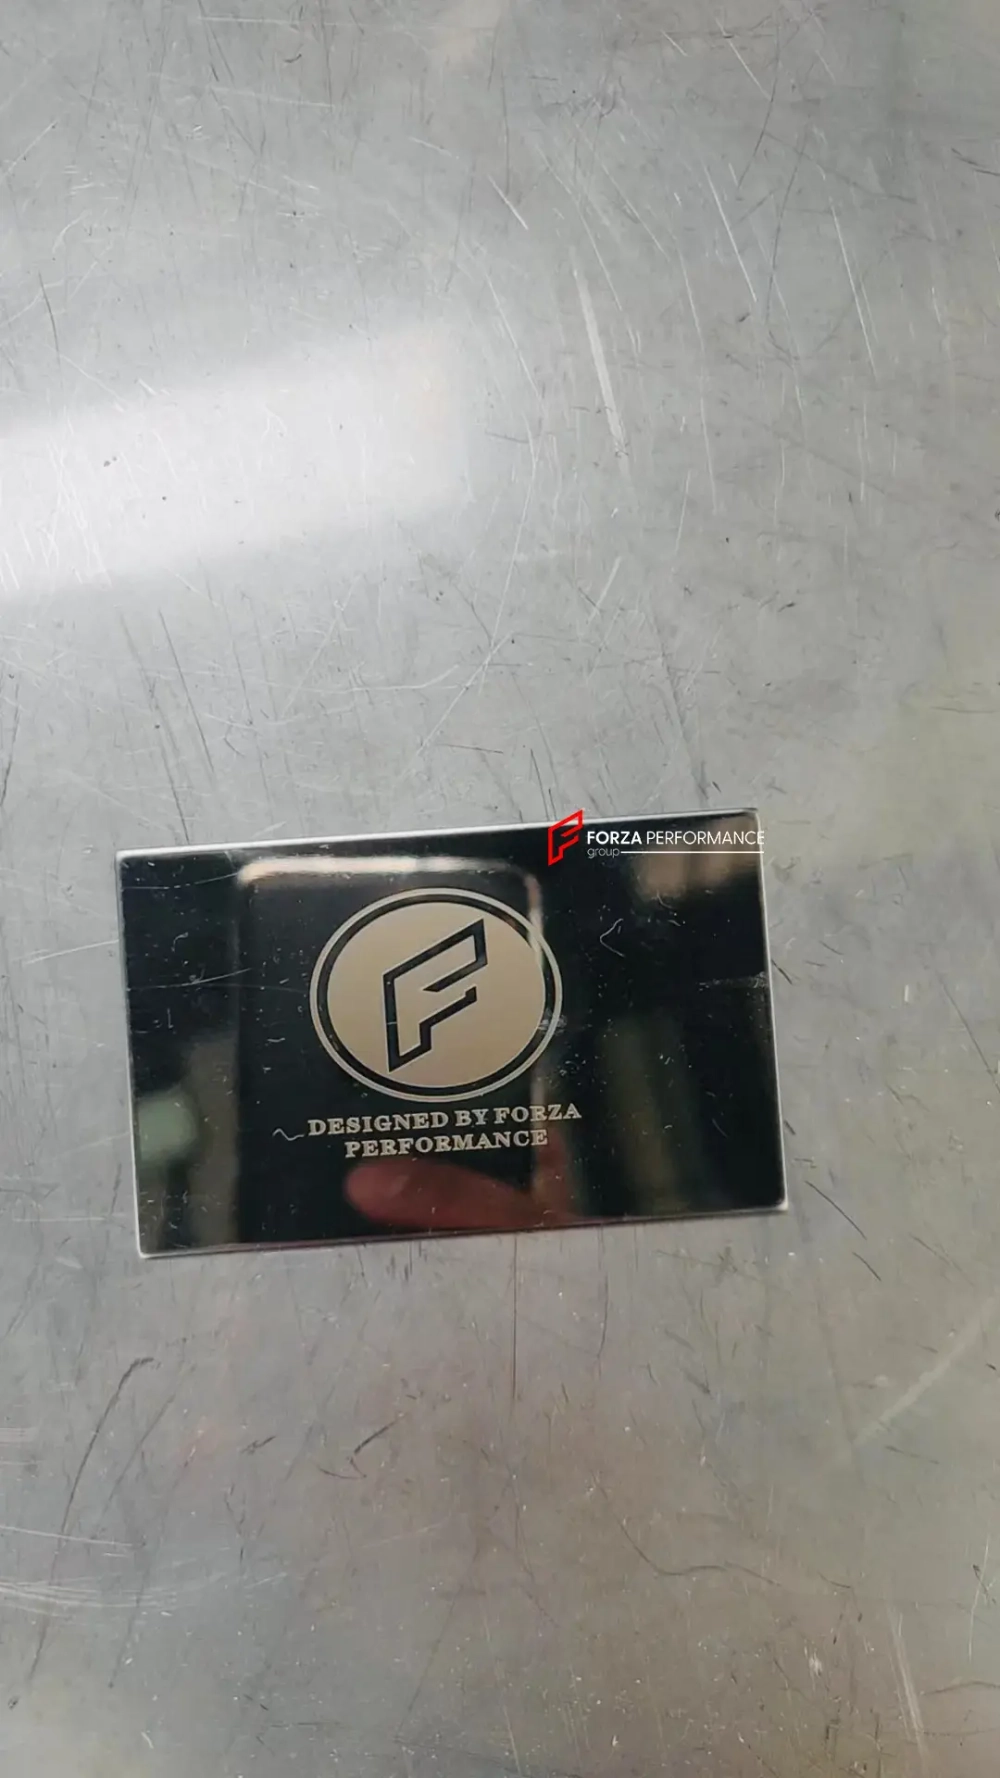 FORZA PERFORMANCE
group
F
DESIGNED BY FORZA
PERFORMANCE